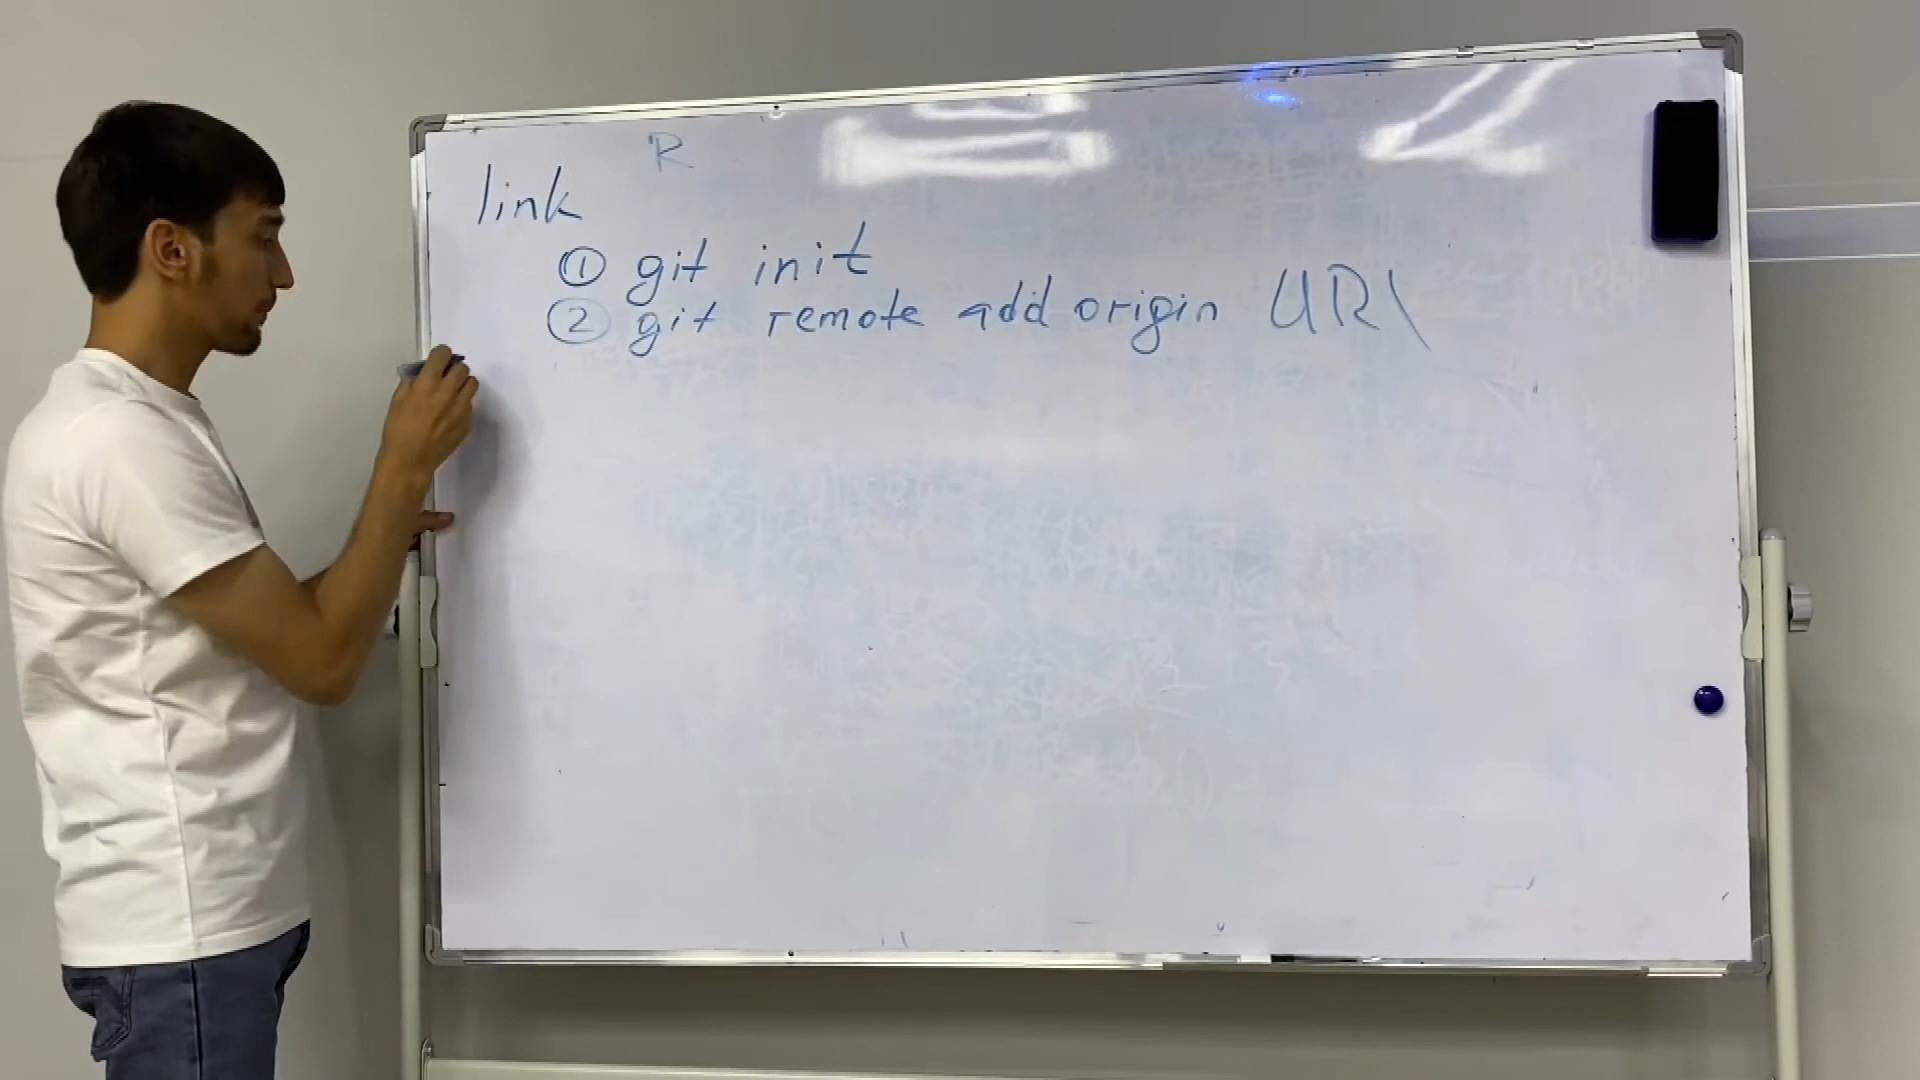 R
link
① git init
② git remote add origin URL